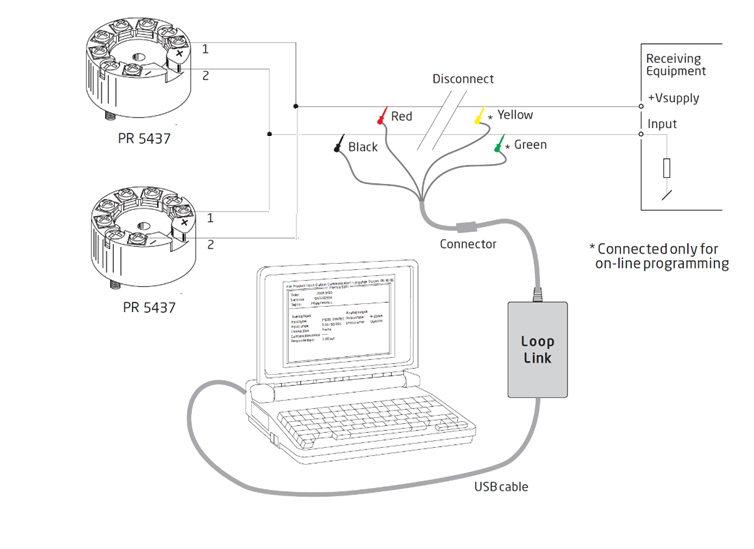 1
2
PR 5437
Disconnect
Receiving
Equipment
+Vsupply
Input
Red
* Yellow
Black
* Green
1
2
PR 5437
Connector
* Connected only for
on-line programming
Loop
Link
USB cable